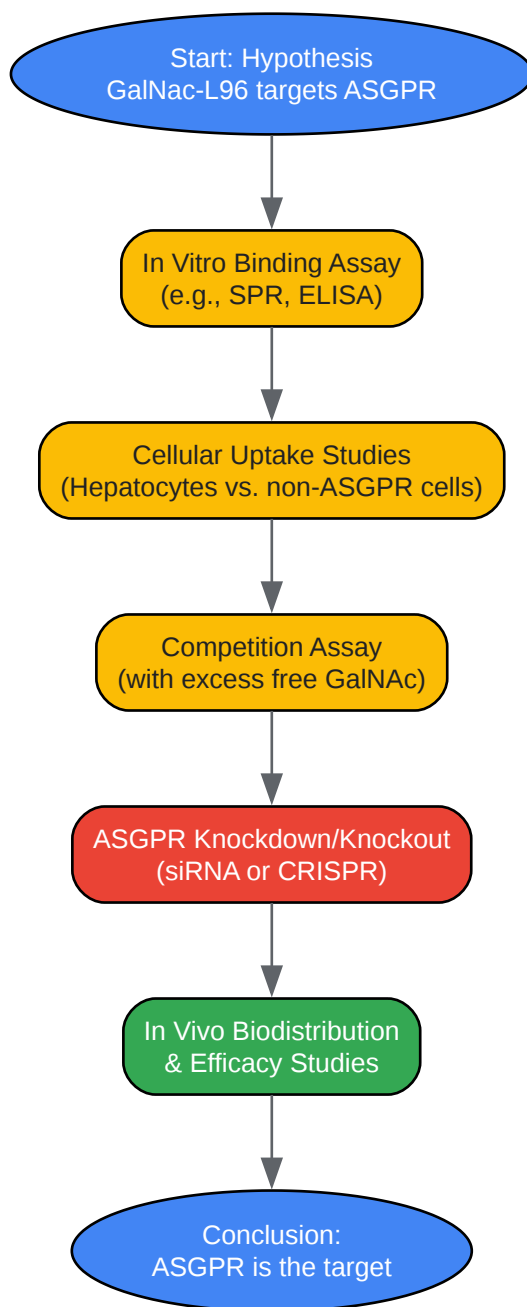 Start: Hypothesis
GalNac-L96 targets ASGPR
In Vitro Binding Assay
(e.g., SPR, ELISA)
Cellular Uptake Studies
(Hepatocytes vs. non-ASGPR cells)
Competition Assay
(with excess free GalNAc)
ASGPR Knockdown/Knockout
(siRNA or CRISPR)
In Vivo Biodistribution
& Efficacy Studies
Conclusion:
ASGPR is the target